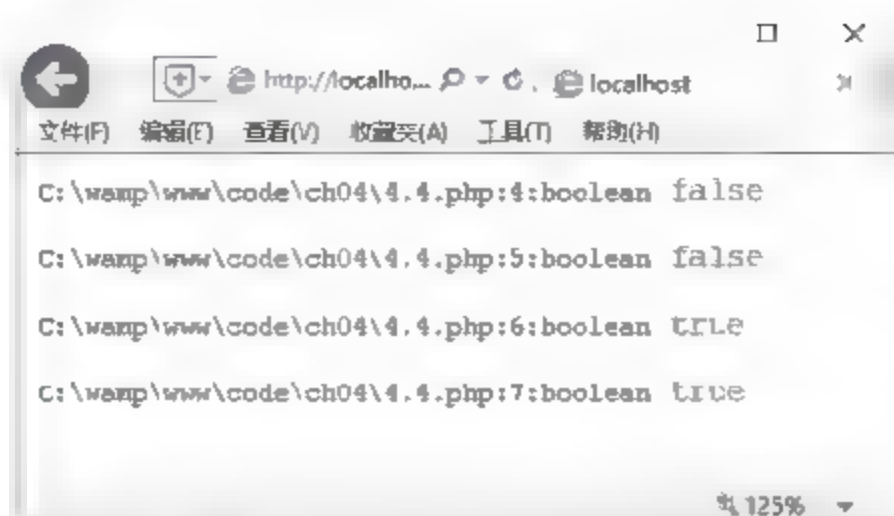 http://localho... localhost
文件(F) 编辑(E) 查看(V) 收藏夹(A) 工具(T) 帮助(H)
C:\wamp\www\code\ch04\4.4.php:4:boolean false
C:\wamp\www\code\ch04\4.4.php:5:boolean false
C:\wamp\www\code\ch04\4.4.php:6:boolean true
C:\wamp\www\code\ch04\4.4.php:7:boolean true
125%